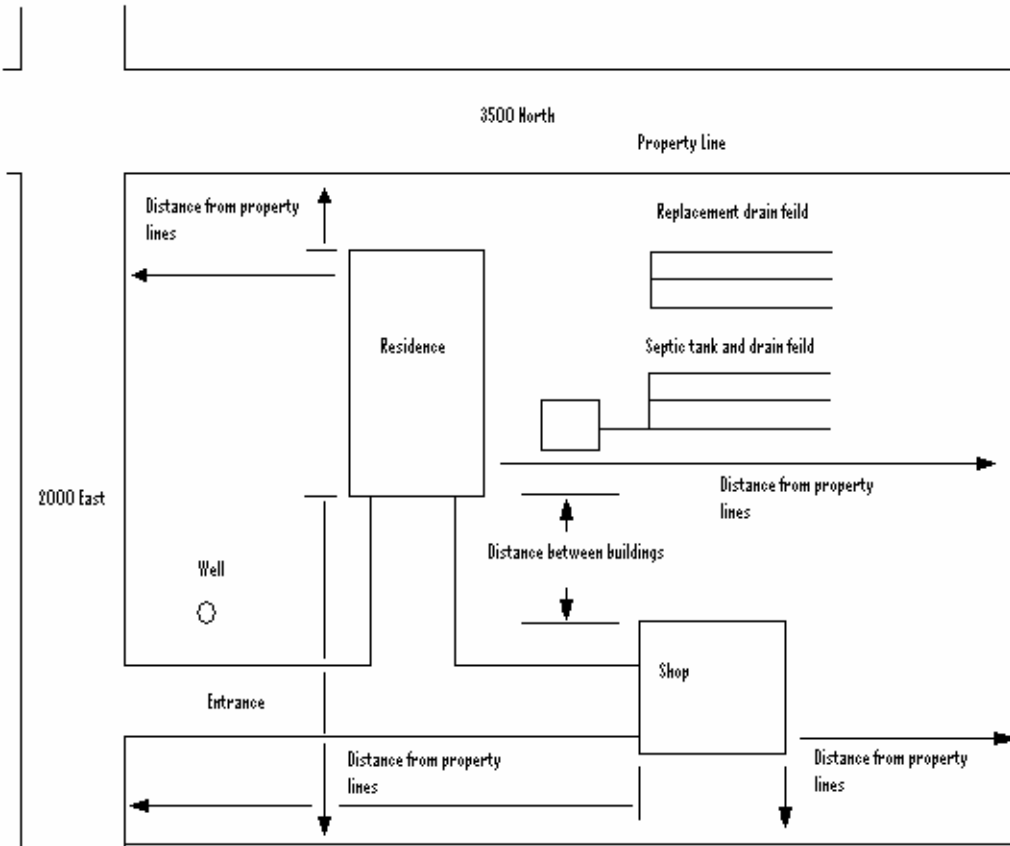 3500 North
Property Line
Distance from property
lines
Replacement drain feild
Residence
Septic tank and drain feild
2000 East
Distance from property
lines
Distance between buildings
Well
Shop
Entrance
Distance from property
lines
Distance from property
lines